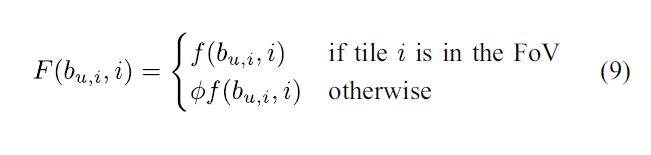 F(b_{u,i}, i) = { f(b_{u,i}, i) if tile i is in the FoV
ϕf(b_{u,i}, i) otherwise (9)